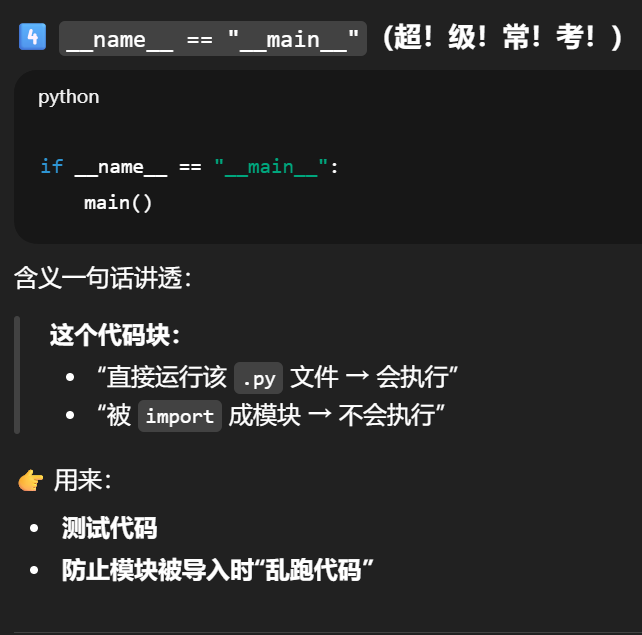 4 __name__ == "__main__" (超！级！常！考！)
python
if __name__ == "__main__":
    main()
含义一句话讲透：
这个代码块：
• “直接运行该 .py 文件 → 会执行”
• “被 import 成模块 → 不会执行”
👉 用来：
• 测试代码
• 防止模块被导入时“乱跑代码”